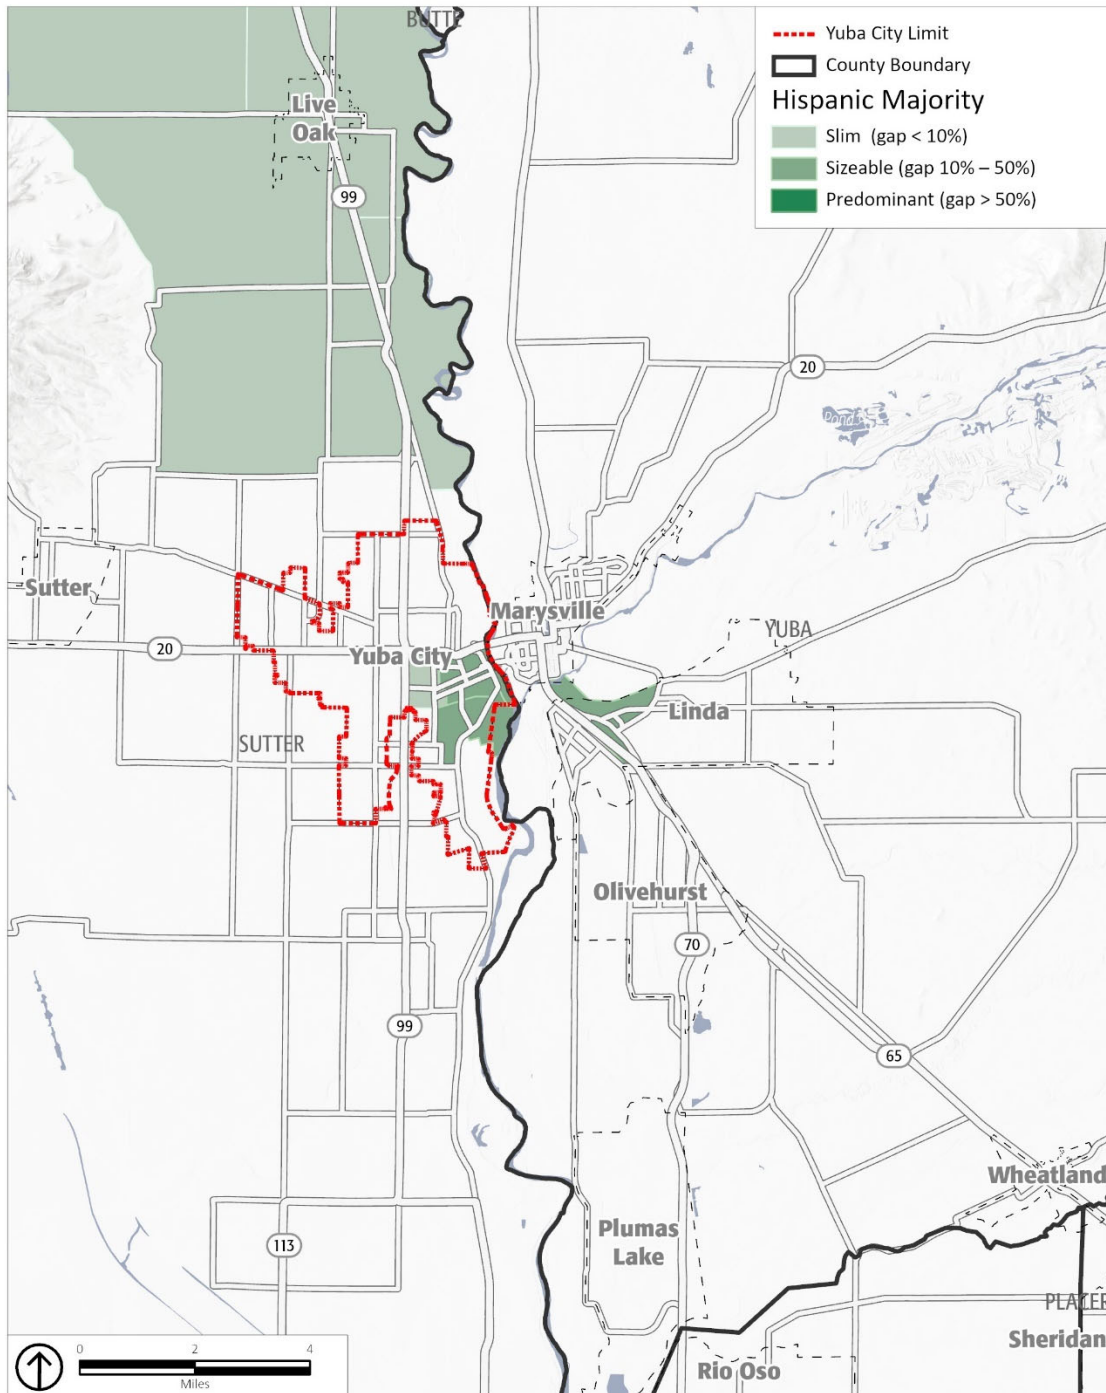 BUTTE
Yuba City Limit
County Boundary
Hispanic Majority
Slim (gap < 10%)
Sizeable (gap 10% – 50%)
Predominant (gap > 50%)
Live
Oak
99
20
Sutter
Marysville
YUBA
20
Yuba City
Linda
SUTTER
Olivehurst
70
99
65
Wheatland
Plumas
Lake
113
PLACER
Sheridan
Rio Oso
0 2 4
Miles